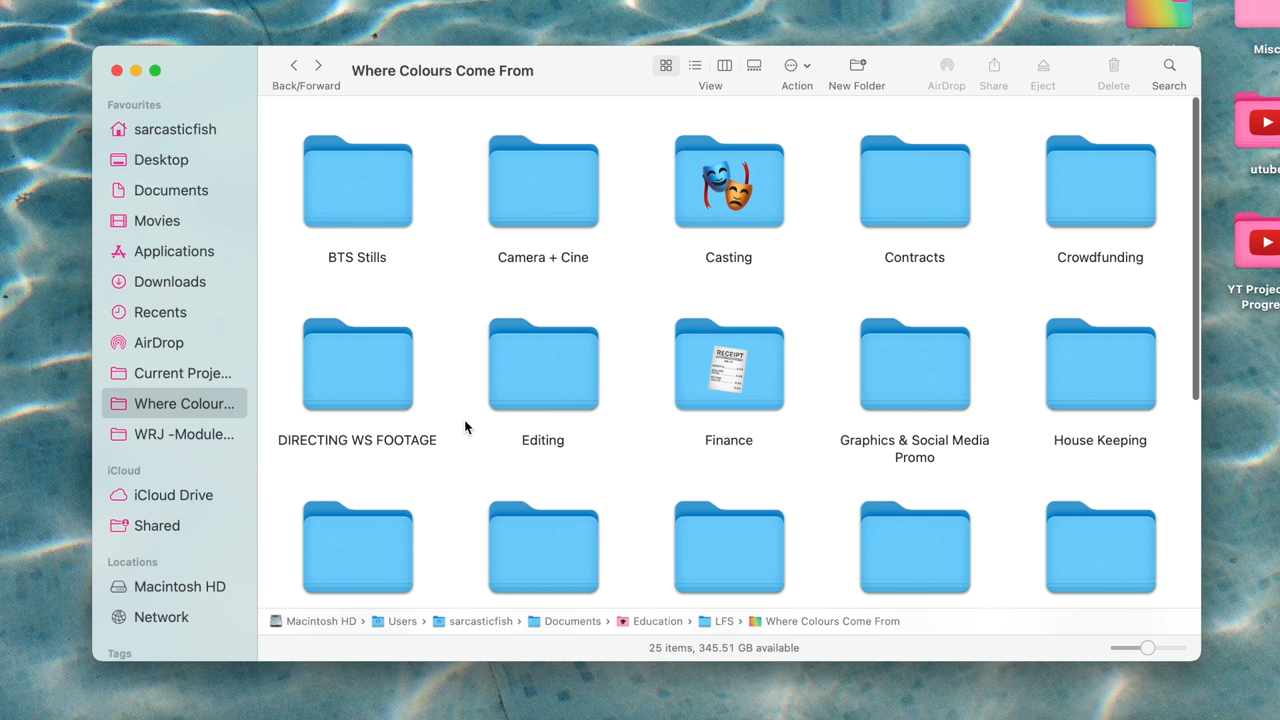 Where Colours Come From
Back/Forward
View
Action
New Folder
AirDrop
Share
Eject
Delete
Search
Favourites
sarcasticfish
Desktop
Documents
Movies
Applications
Downloads
Recents
AirDrop
Current Proje...
Where Colour...
WRJ -Module...
iCloud
iCloud Drive
Shared
Locations
Macintosh HD
Network
Tags
BTS Stills
Camera + Cine
Casting
Contracts
Crowdfunding
DIRECTING WS FOOTAGE
Editing
RECEIPT
Finance
Graphics & Social Media
Promo
House Keeping
Macintosh HD › Users › sarcasticfish › Documents › Education › LFS › Where Colours Come From
25 items, 345.51 GB available
Misc
utube
YT Projec
Progre